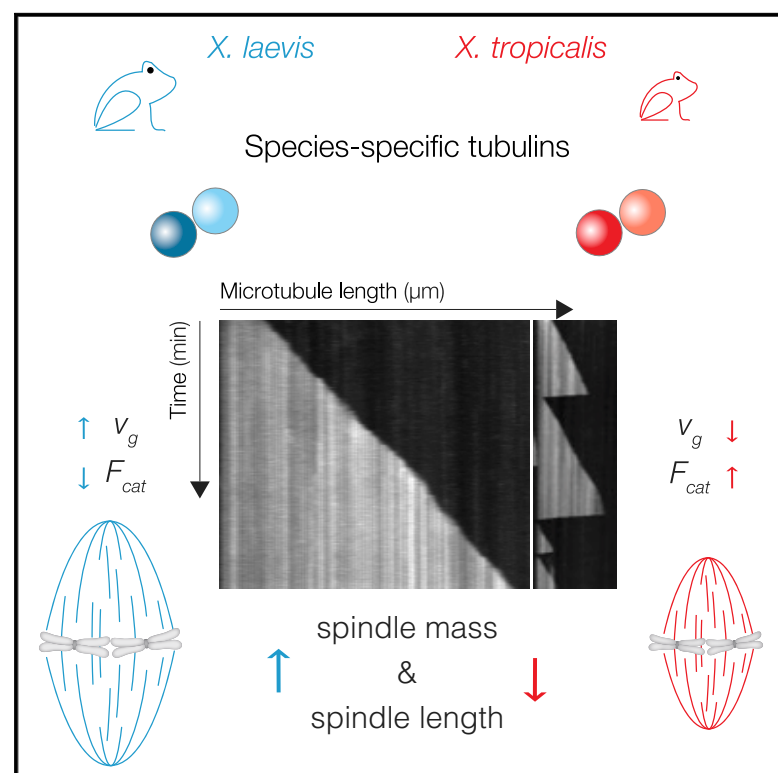 X. laevis
X. tropicalis
Species-specific tubulins
Microtubule length (µm)
Time (min)
↑ vg
↓ Fcat
vg ↓
Fcat ↑
spindle mass
&
spindle length